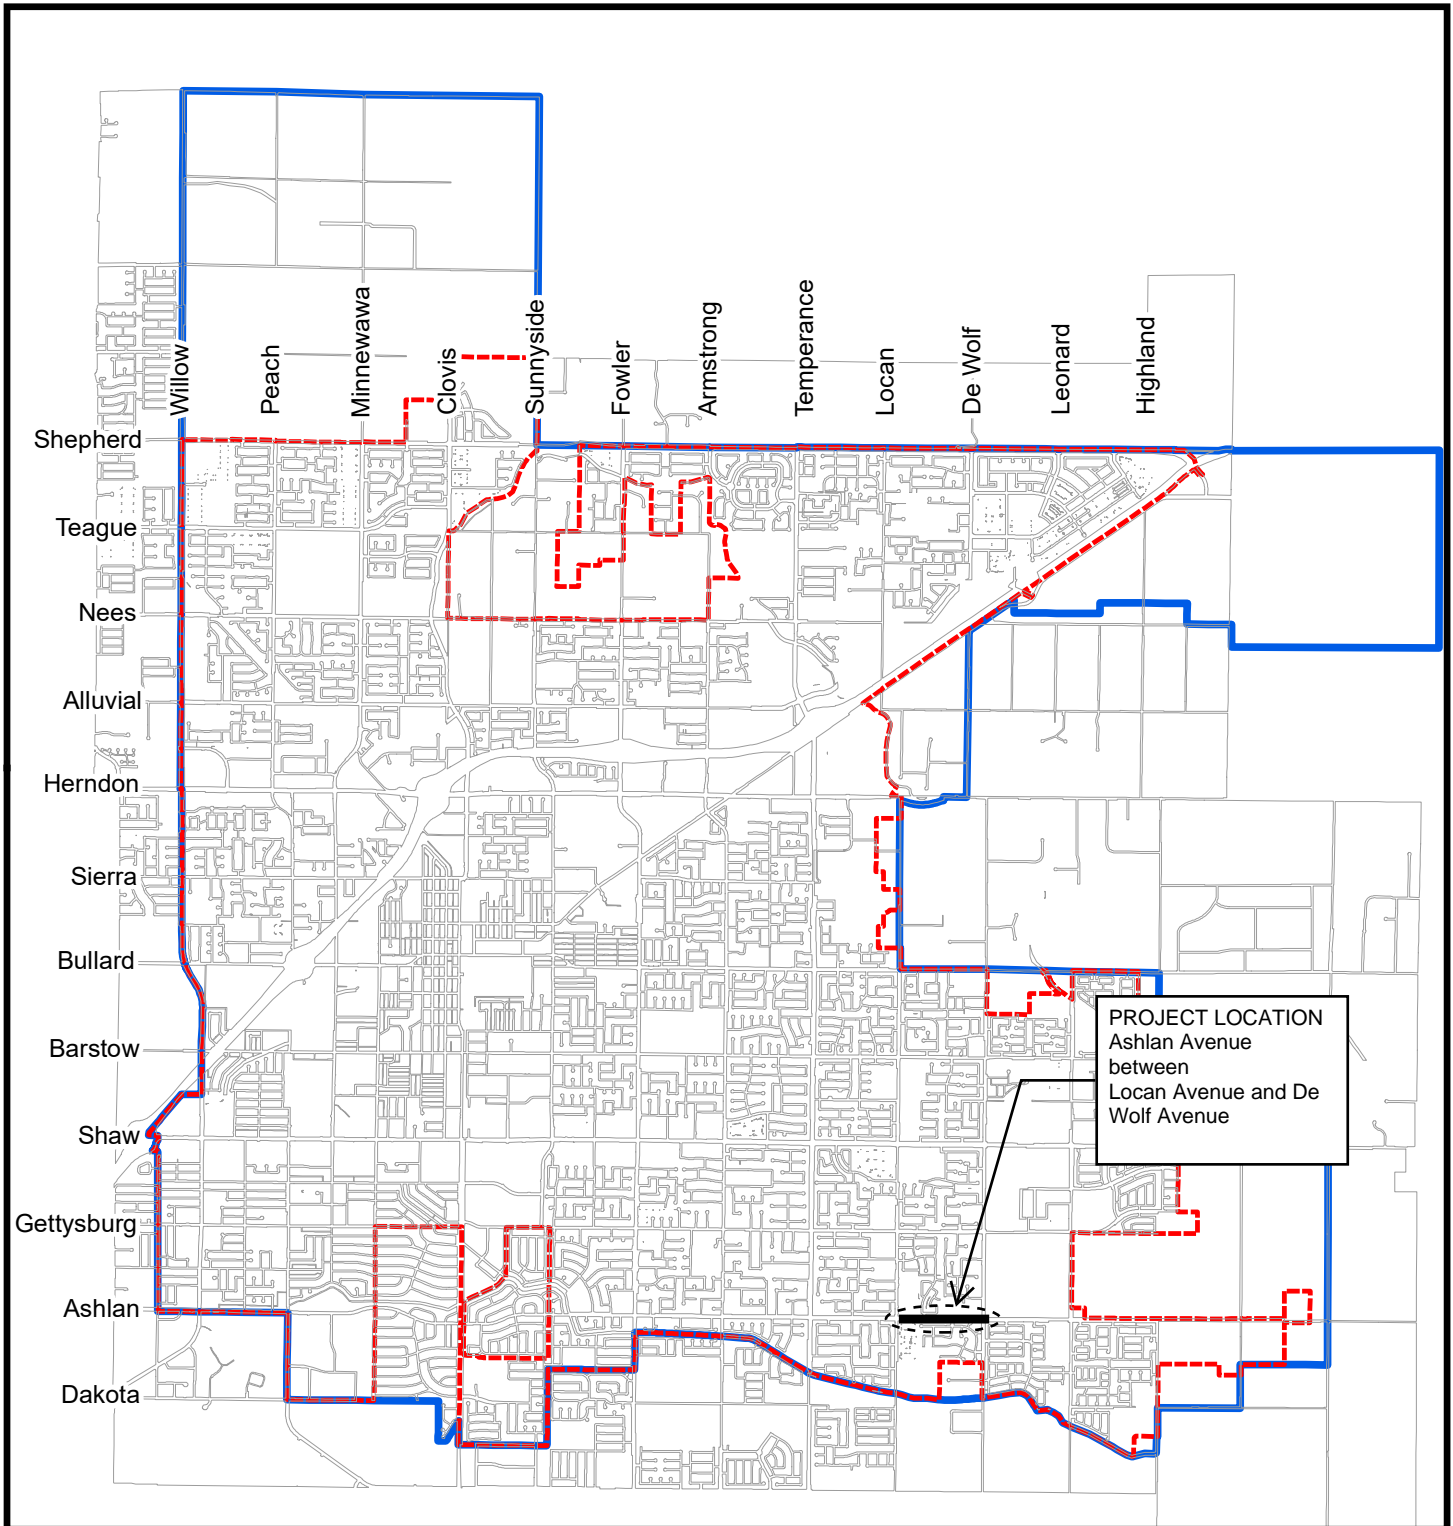 Willow
Peach
Minnewawa
Clovis
Sunnyside
Fowler
Armstrong
Temperance
Locan
De Wolf
Leonard
Highland
Shepherd
Teague
Nees
Alluvial
Herndon
Sierra
Bullard
Barstow
Shaw
Gettysburg
Ashlan
Dakota
PROJECT LOCATION
Ashlan Avenue
between
Locan Avenue and De
Wolf Avenue